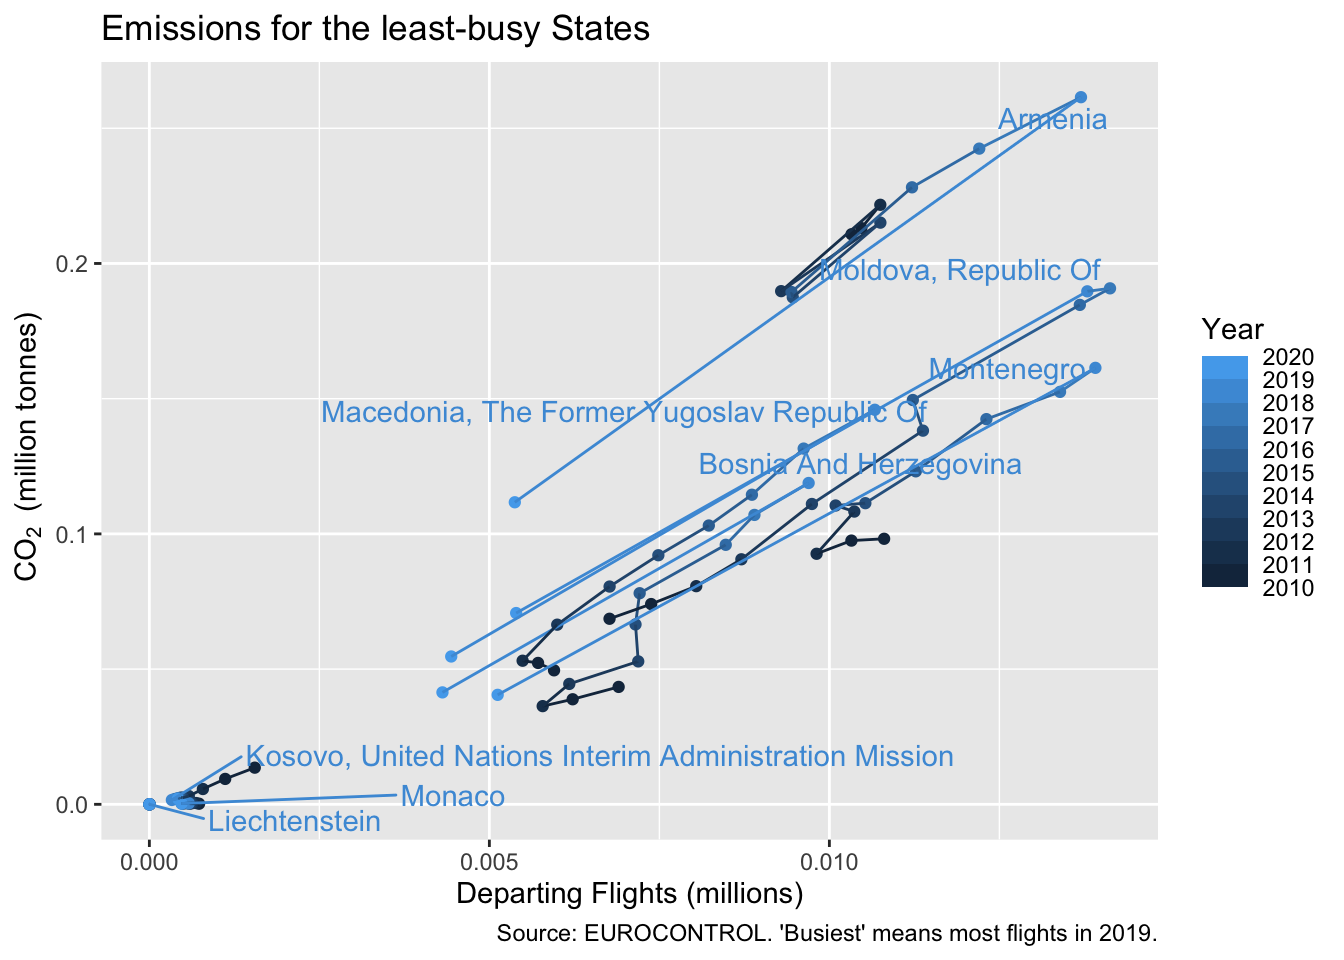 Emissions for the least-busy States
Armenia
Moldova, Republic Of
Montenegro
Macedonia, The Former Yugoslav Republic Of
Bosnia And Herzegovina
Kosovo, United Nations Interim Administration Mission
Monaco
Liechtenstein
CO₂ (million tonnes)
0.2
0.1
0.0
0.000
0.005
0.010
Departing Flights (millions)
Year
2020
2019
2018
2017
2016
2015
2014
2013
2012
2011
2010
Source: EUROCONTROL. 'Busiest' means most flights in 2019.